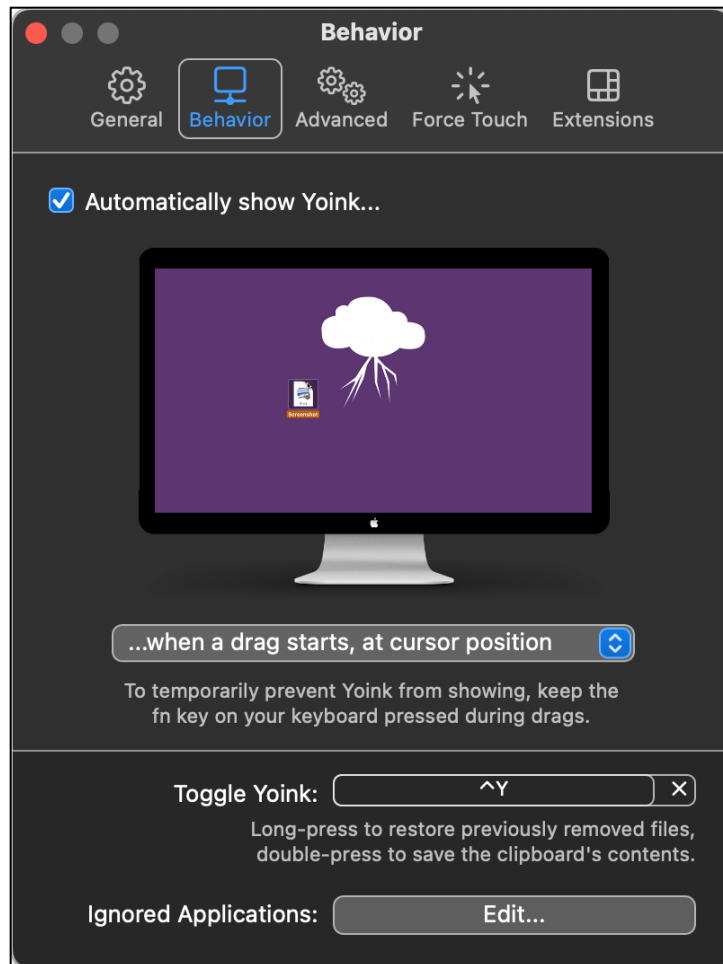 Behavior
General Behavior Advanced Force Touch Extensions
Automatically show Yoink...
Screenshot
...when a drag starts, at cursor position
To temporarily prevent Yoink from showing, keep the
fn key on your keyboard pressed during drags.
Toggle Yoink: ^Y
Long-press to restore previously removed files,
double-press to save the clipboard's contents.
Ignored Applications: Edit...